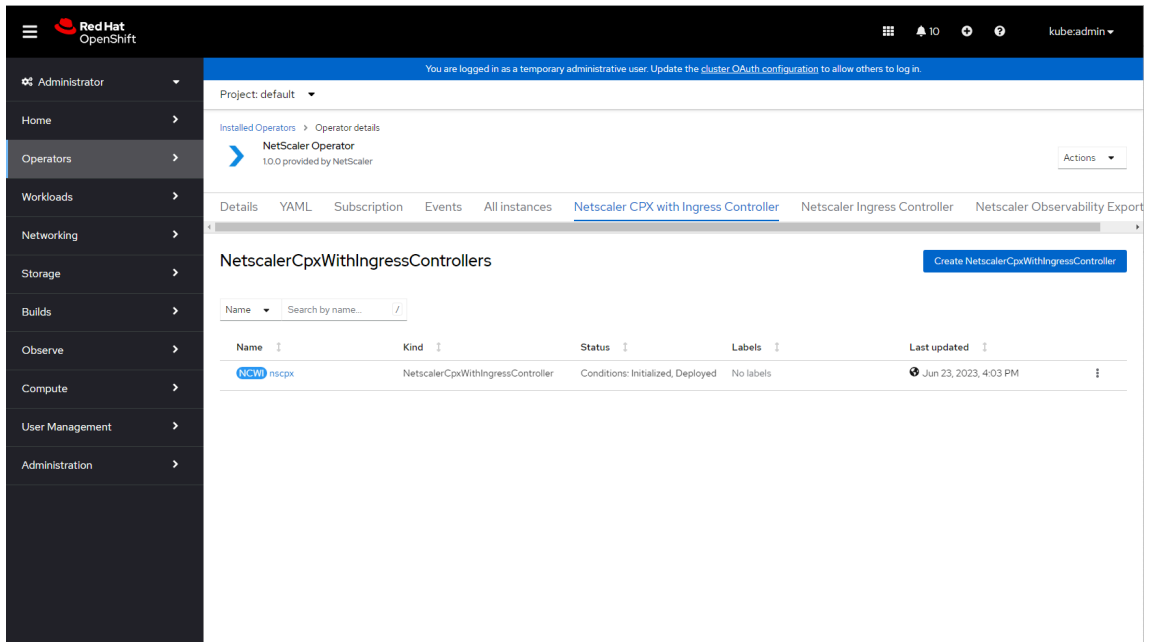 Red Hat
OpenShift
10
kube:admin
Administrator
Home
Operators
Workloads
Networking
Storage
Builds
Observe
Compute
User Management
Administration
You are logged in as a temporary administrative user. Update the cluster OAuth configuration to allow others to log in.
Project: default
Installed Operators > Operator details
NetScaler Operator
1.0.0 provided by NetScaler
Actions
Details YAML Subscription Events All instances Netscaler CPX with Ingress Controller Netscaler Ingress Controller Netscaler Observability Export
NetscalerCpxWithIngressControllers
Create NetscalerCpxWithIngressController
Name Search by name... /
Name Kind Status Labels Last updated
NCWI nscpx NetscalerCpxWithIngressController Conditions: Initialized, Deployed No labels Jun 23, 2023, 4:03 PM